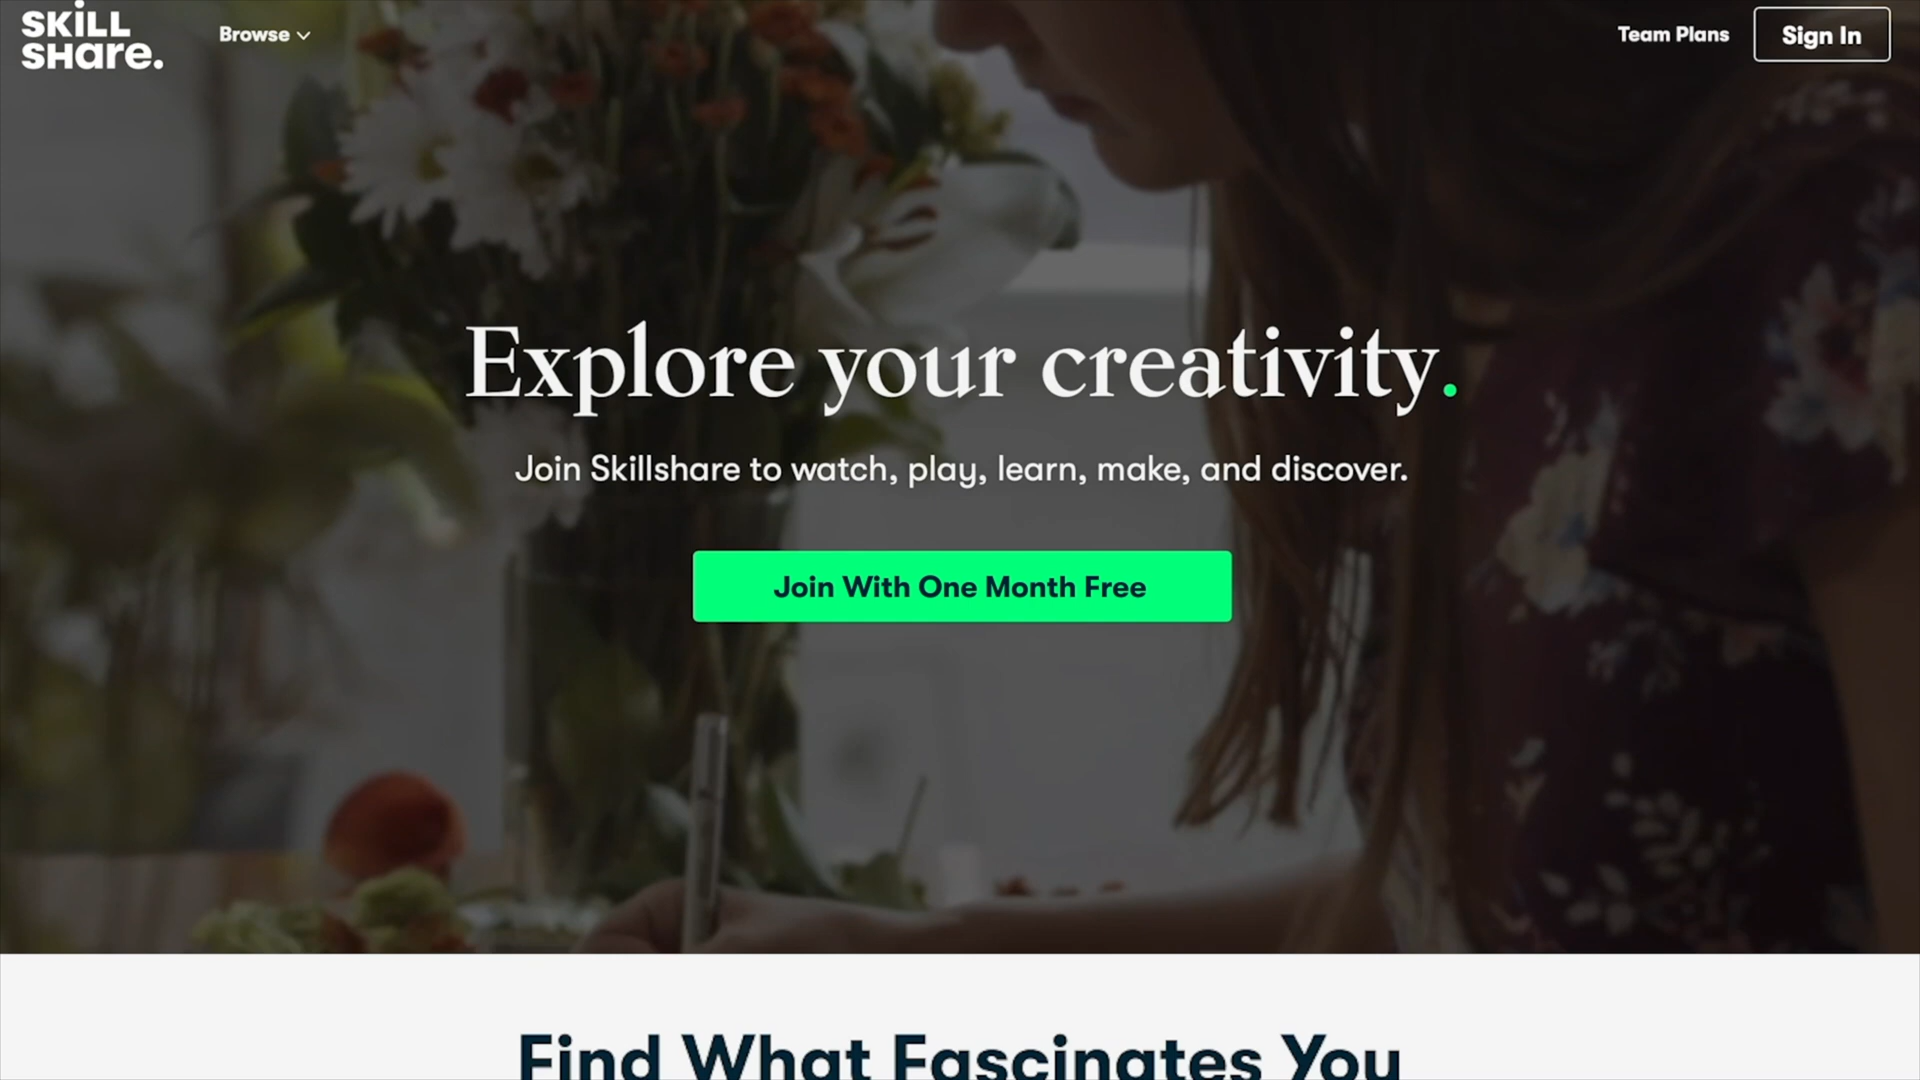 SKILL
SHare.
Browse
Team Plans
Sign In
Explore your creativity.
Join Skillshare to watch, play, learn, make, and discover.
Join With One Month Free
Find What Fascinates You